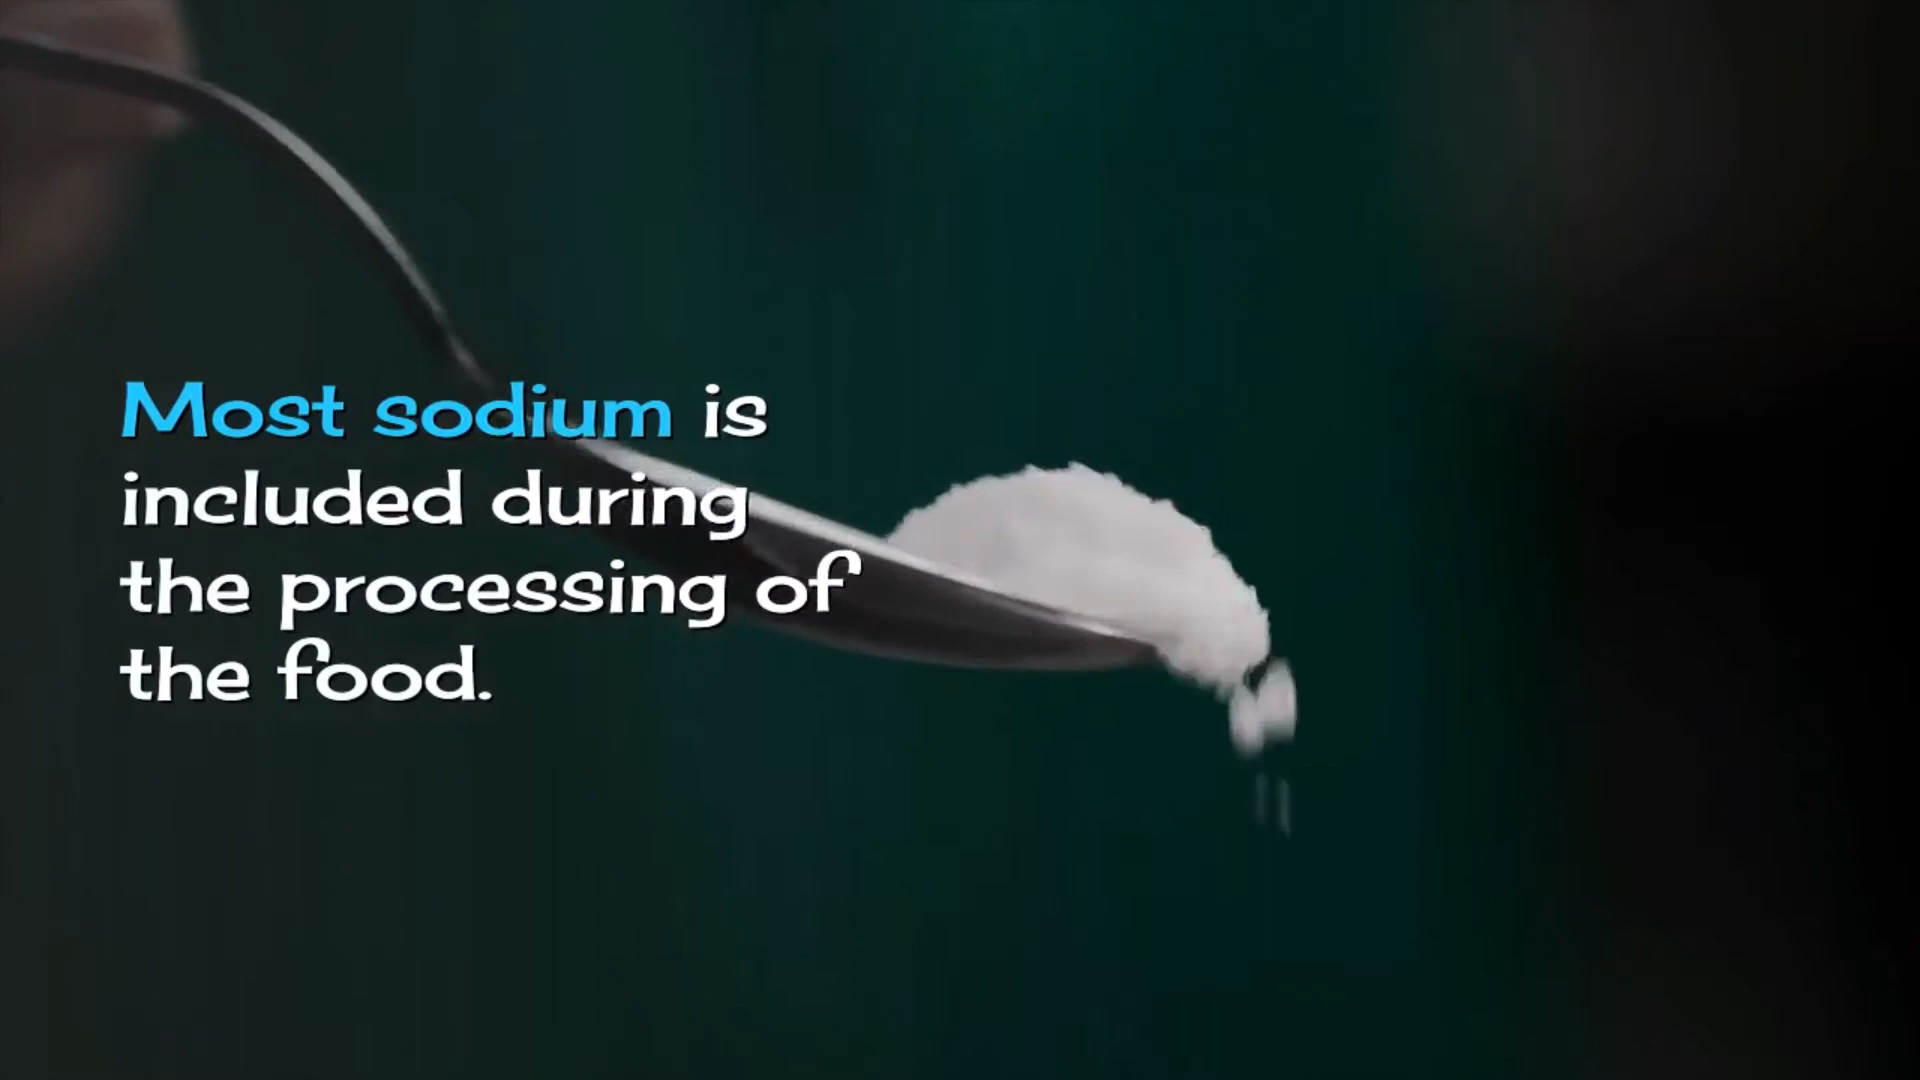 Most sodium is
included during
the processing of
the food.